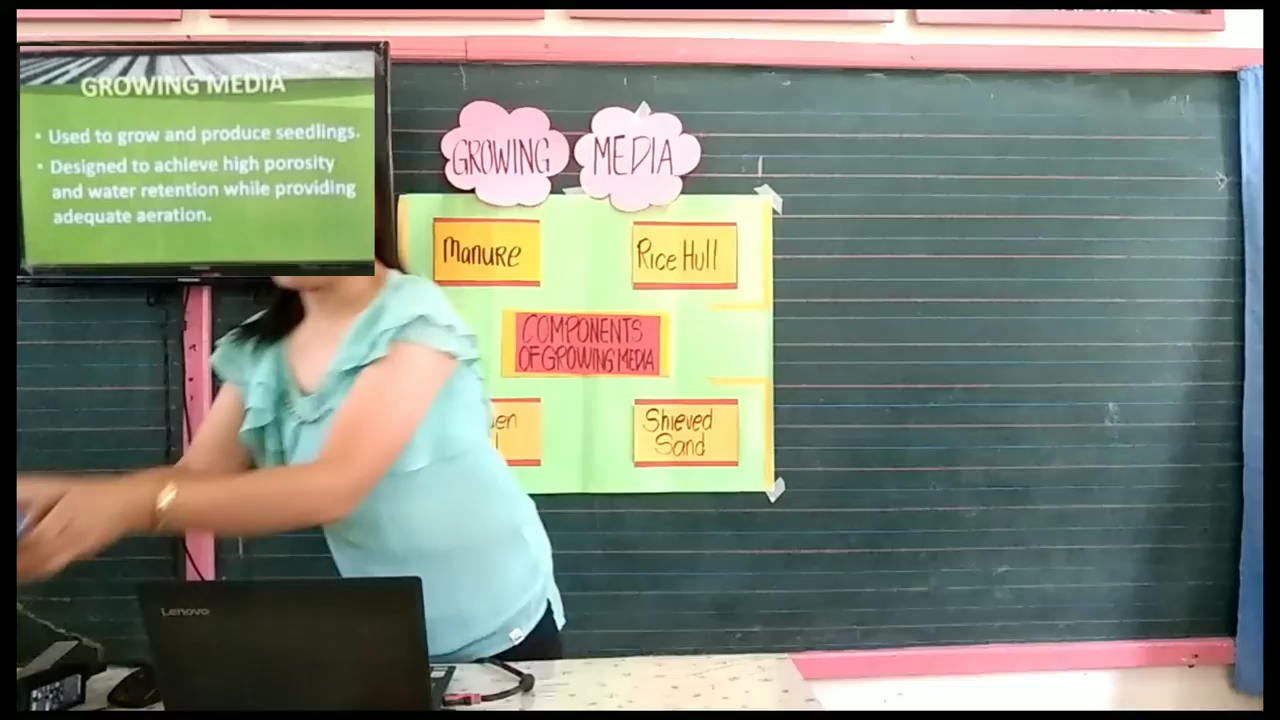 GROWING MEDIA
• Used to grow and produce seedlings.
• Designed to achieve high porosity
and water retention while providing
adequate aeration.
GROWING MEDIA
Manure
Rice Hull
COMPONENTS
OF GROWING MEDIA
Shieved
Sand
Lenovo